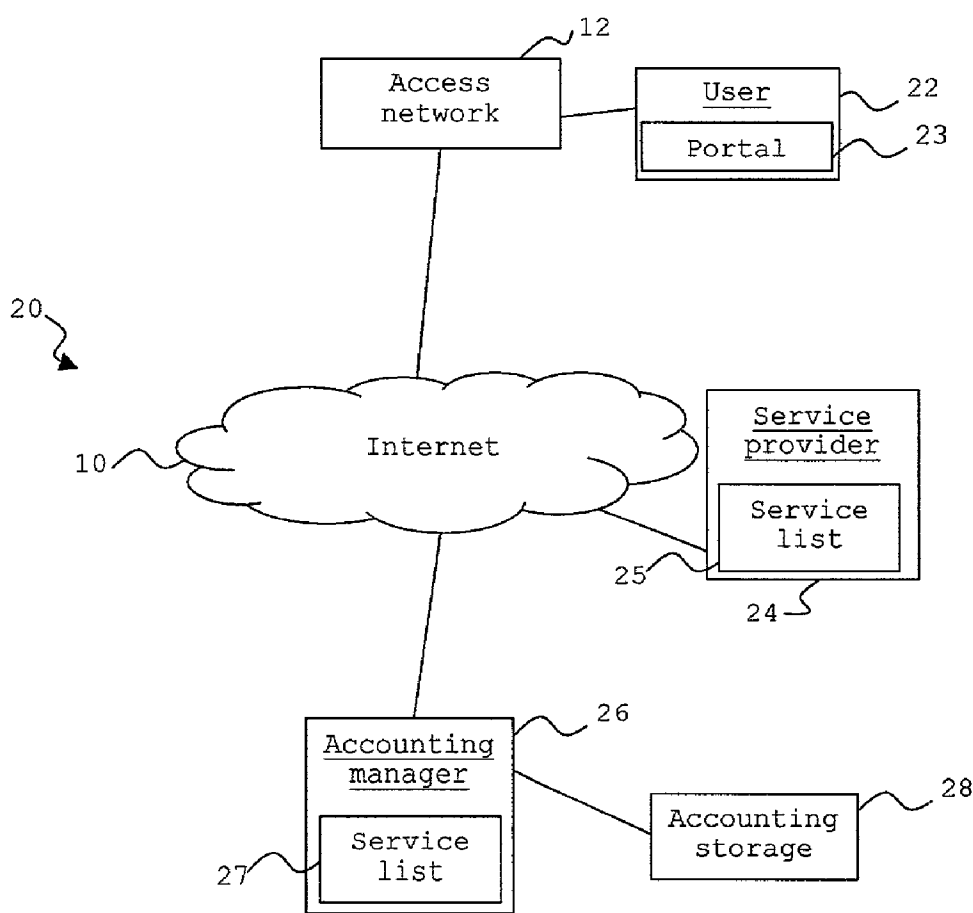 12
Access
network
User
22
Portal
23
20
Internet
10
Service
provider
Service
list
25
24
26
Accounting
manager
Service
list
27
28
Accounting
storage